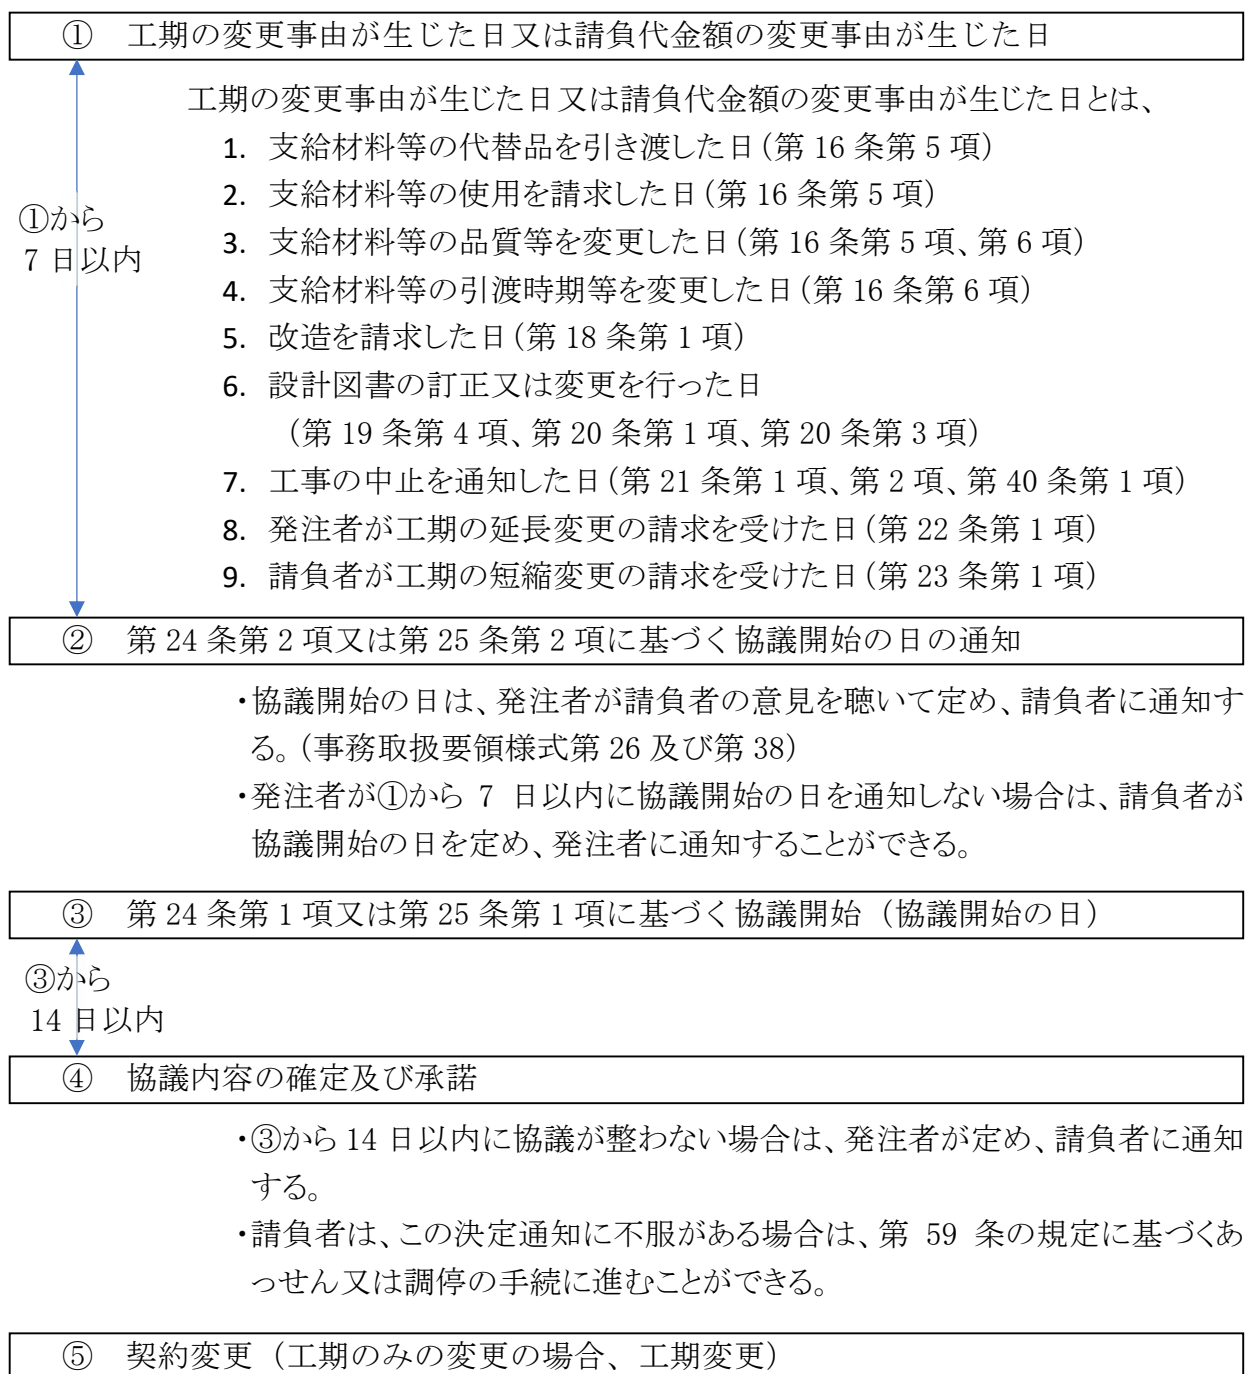 ① 工期の変更事由が生じた日又は請負代金額の変更事由が生じた日
工期の変更事由が生じた日又は請負代金額の変更事由が生じた日とは、
1. 支給材料等の代替品を引き渡した日（第 16 条第 5 項）
2. 支給材料等の使用を請求した日（第 16 条第 5 項）
①から
7 日以内
3. 支給材料等の品質等を変更した日（第 16 条第 5 項、第 6 項）
4. 支給材料等の引渡時期等を変更した日（第 16 条第 6 項）
5. 改造を請求した日（第 18 条第 1 項）
6. 設計図書の訂正又は変更を行った日
（第 19 条第 4 項、第 20 条第 1 項、第 20 条第 3 項）
7. 工事の中止を通知した日（第 21 条第 1 項、第 2 項、第 40 条第 1 項）
8. 発注者が工期の延長変更の請求を受けた日（第 22 条第 1 項）
9. 請負者が工期の短縮変更の請求を受けた日（第 23 条第 1 項）
② 第 24 条第 2 項又は第 25 条第 2 項に基づく協議開始の日の通知
・協議開始の日は、発注者が請負者の意見を聴いて定め、請負者に通知す
る。（事務取扱要領様式第 26 及び第 38）
・発注者が①から 7 日以内に協議開始の日を通知しない場合は、請負者が
協議開始の日を定め、発注者に通知することができる。
③ 第 24 条第 1 項又は第 25 条第 1 項に基づく協議開始（協議開始の日）
③から
14 日以内
④ 協議内容の確定及び承諾
・③から 14 日以内に協議が整わない場合は、発注者が定め、請負者に通知
する。
・請負者は、この決定通知に不服がある場合は、第 59 条の規定に基づくあ
っせん又は調停の手続に進むことができる。
⑤ 契約変更（工期のみの変更の場合、工期変更）